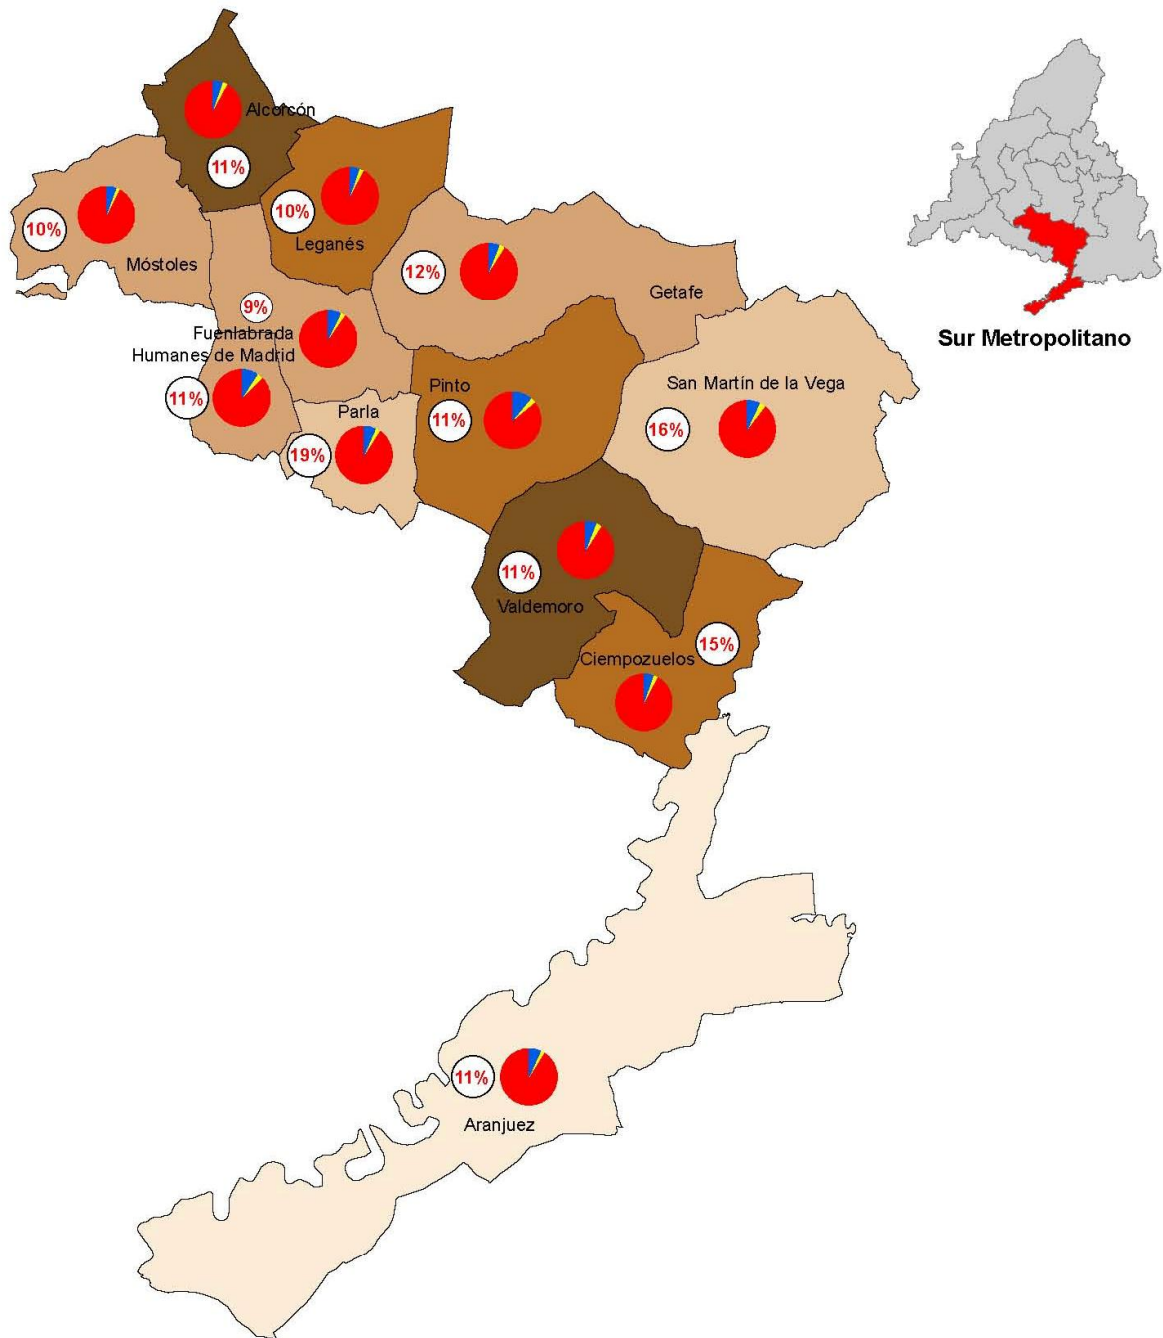 Alcorcón
11%
10%
Móstoles
10%
Leganés
12%
Getafe
9%
Fuenlabrada
Humanes de Madrid
11%
Parla
19%
Pinto
11%
San Martín de la Vega
16%
11%
Valdemoro
Ciempozuelos
15%
11%
Aranjuez
Sur Metropolitano